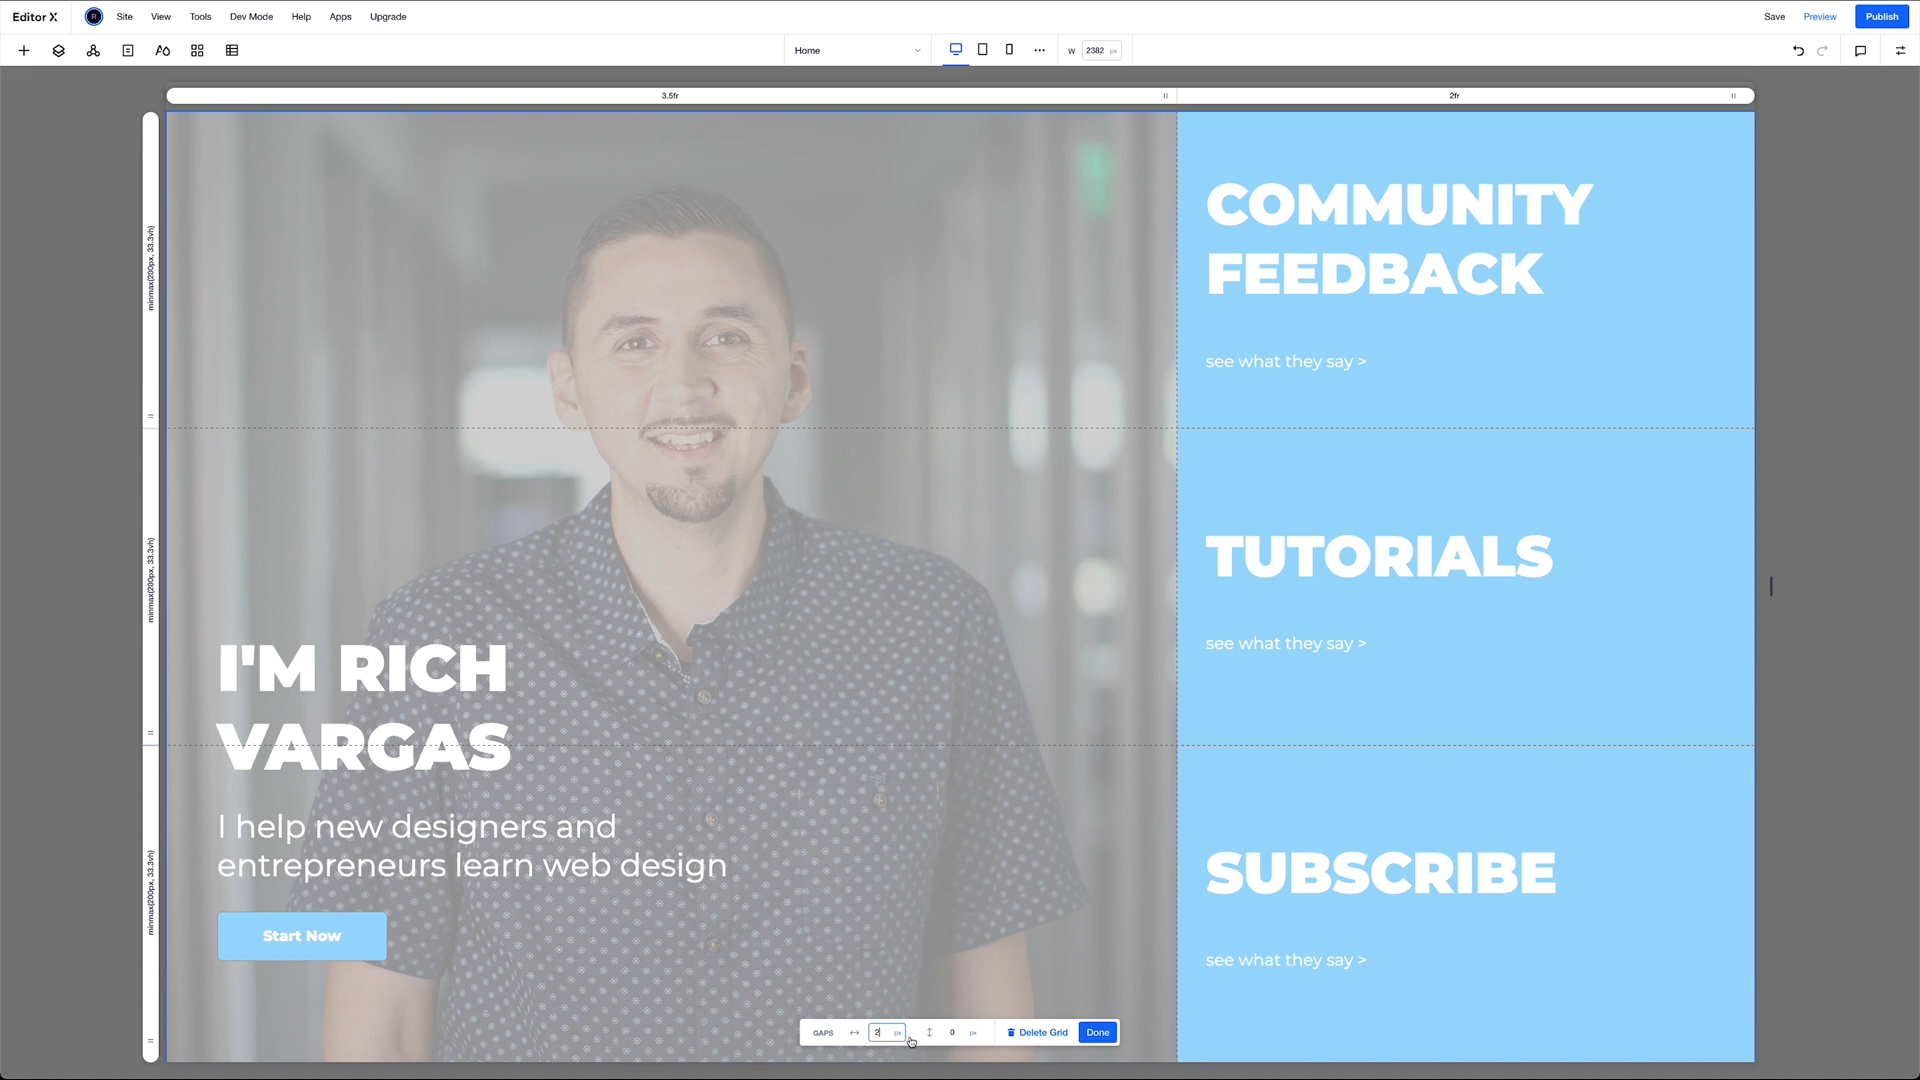 Editor X
R
Site
View
Tools
Dev Mode
Help
Apps
Upgrade
Save
Preview
Publish
Home
W
2382
px
3.5fr
2fr
minmax(200px, 33.3vh)
minmax(200px, 33.3vh)
minmax(200px, 33.3vh)
COMMUNITY
FEEDBACK
see what they say >
TUTORIALS
see what they say >
SUBSCRIBE
see what they say >
I'M RICH
VARGAS
I help new designers and
entrepreneurs learn web design
Start Now
GAPS
2
px
0
px
Delete Grid
Done